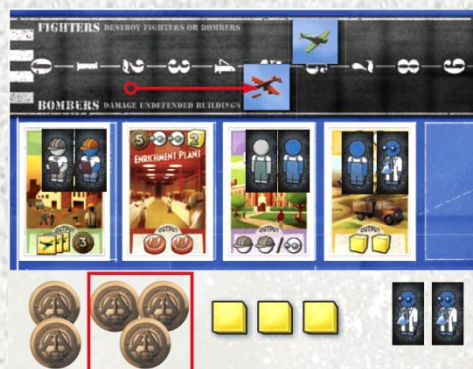 FIGHTERS DESTROY FIGHTERS OR BOMBERS
0 1 2 3 4 7 8 9
BOMBERS DAMAGE UNDEFENDED BUILDINGS
5 2
ENRICHMENT PLANT
OUTPUT OUTPUT OUTPUT OUTPUT
3 /